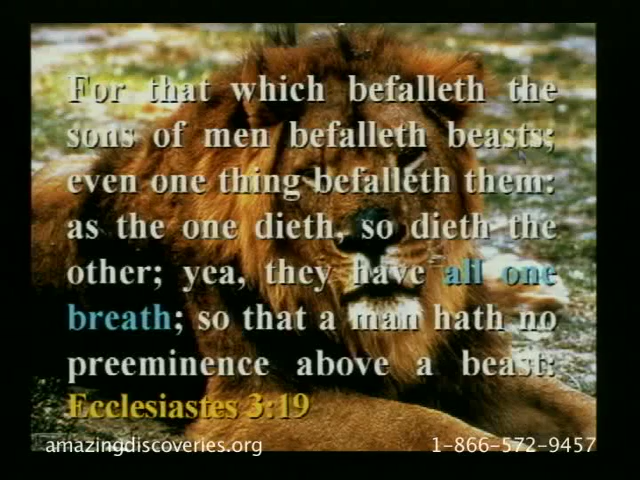 For that which befalleth the
sons of men befalleth beasts;
even one thing befalleth them:
as the one dieth, so dieth the
other; yea, they have all one
breath; so that a man hath no
preeminence above a beast:
Ecclesiastes 3:19
amazingdiscoveries.org 1-866-572-9457